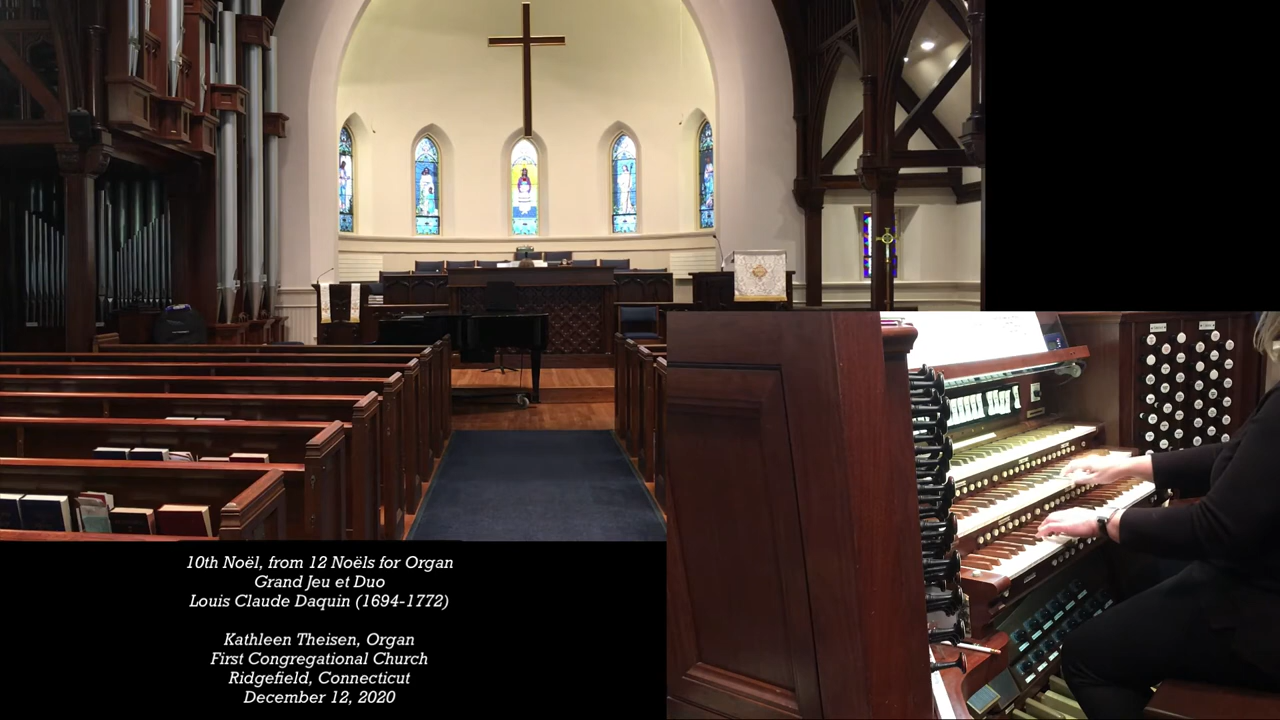 10th Noël, from 12 Noëls for Organ
Grand Jeu et Duo
Louis Claude Daquin (1694-1772)
Kathleen Theisen, Organ
First Congregational Church
Ridgefield, Connecticut
December 12, 2020